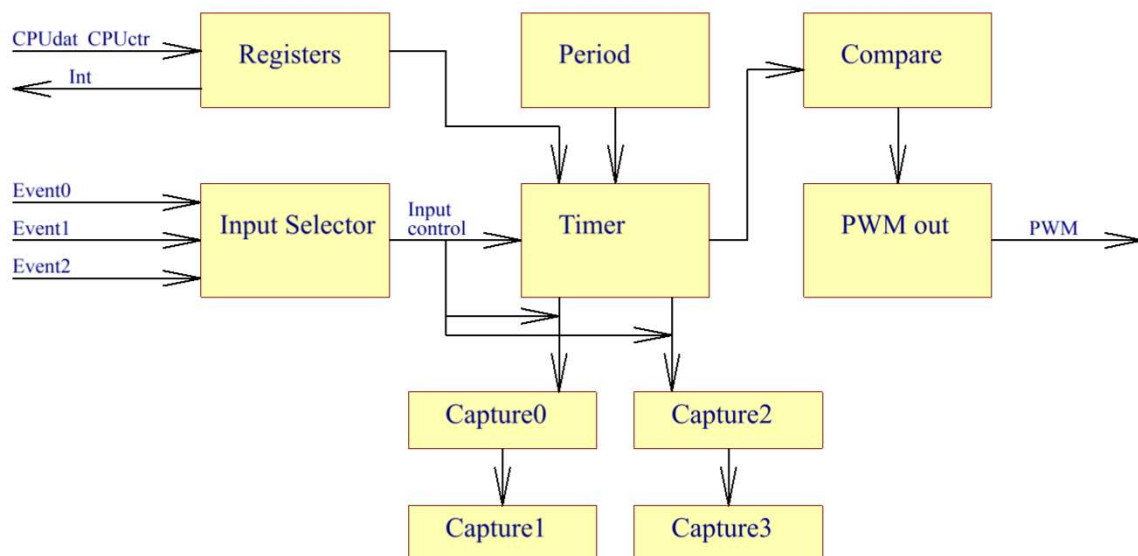 CPUdat CPUctr
Int
Registers
Period
Compare
Event0
Event1
Event2
Input Selector
Input
control
Timer
PWM out
PWM
Capture0
Capture2
Capture1
Capture3